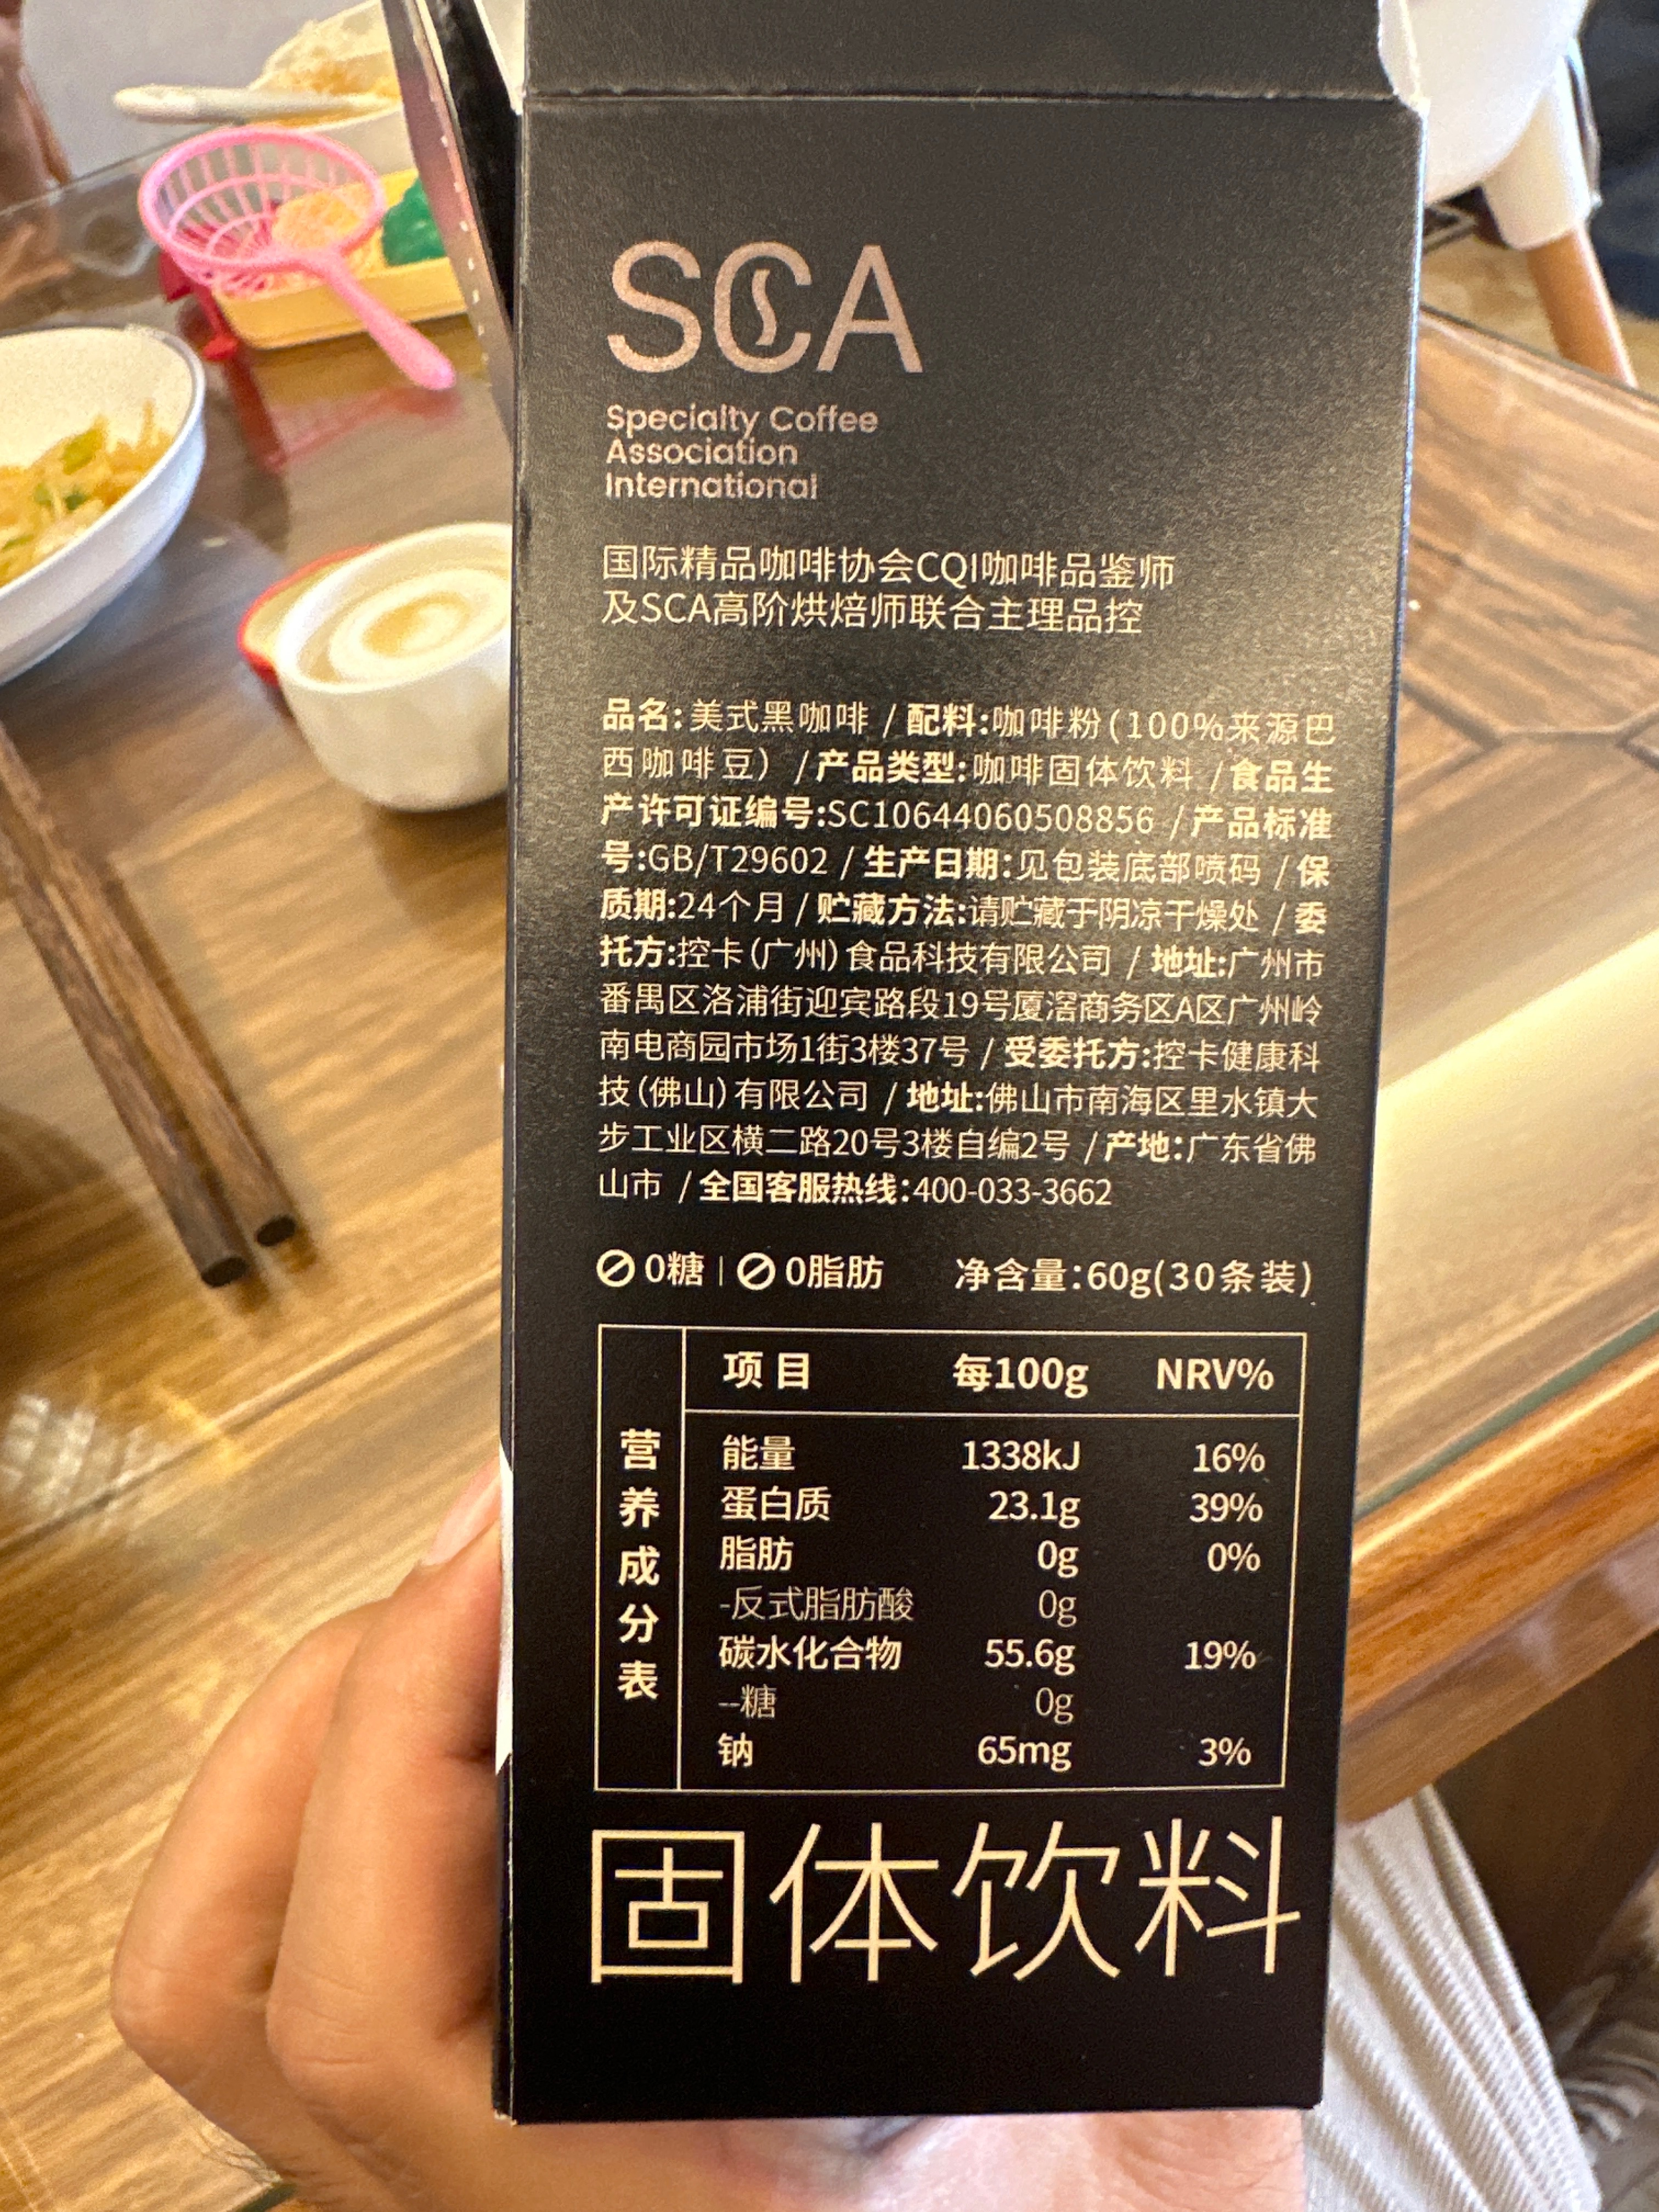 SCA
Specialty Coffee
Association
International
国际精品咖啡协会CQI咖啡品鉴师
及SCA高阶烘焙师联合主理品控
品名:美式黑咖啡 / 配料:咖啡粉(100%来源巴
西咖啡豆) /产品类型:咖啡固体饮料 /食品生
产许可证编号:SC10644060508856 /产品标准
号:GB/T29602 / 生产日期:见包装底部喷码 / 保
质期:24个月 / 贮藏方法:请贮藏于阴凉干燥处 / 委
托方:控卡(广州)食品科技有限公司 / 地址:广州市
番禺区洛浦街迎宾路段19号厦滘商务区A区广州岭
南电商园市场1街3楼37号 / 受委托方:控卡健康科
技(佛山)有限公司 / 地址:佛山市南海区里水镇大
步工业区横二路20号3楼自编2号 / 产地:广东省佛
山市 / 全国客服热线:400-033-3662
0糖 | 0脂肪 净含量:60g(30条装)
营养成分表
项目 每100g NRV%
能量 1338kJ 16%
蛋白质 23.1g 39%
脂肪 0g 0%
-反式脂肪酸 0g
碳水化合物 55.6g 19%
--糖 0g
钠 65mg 3%
固体饮料